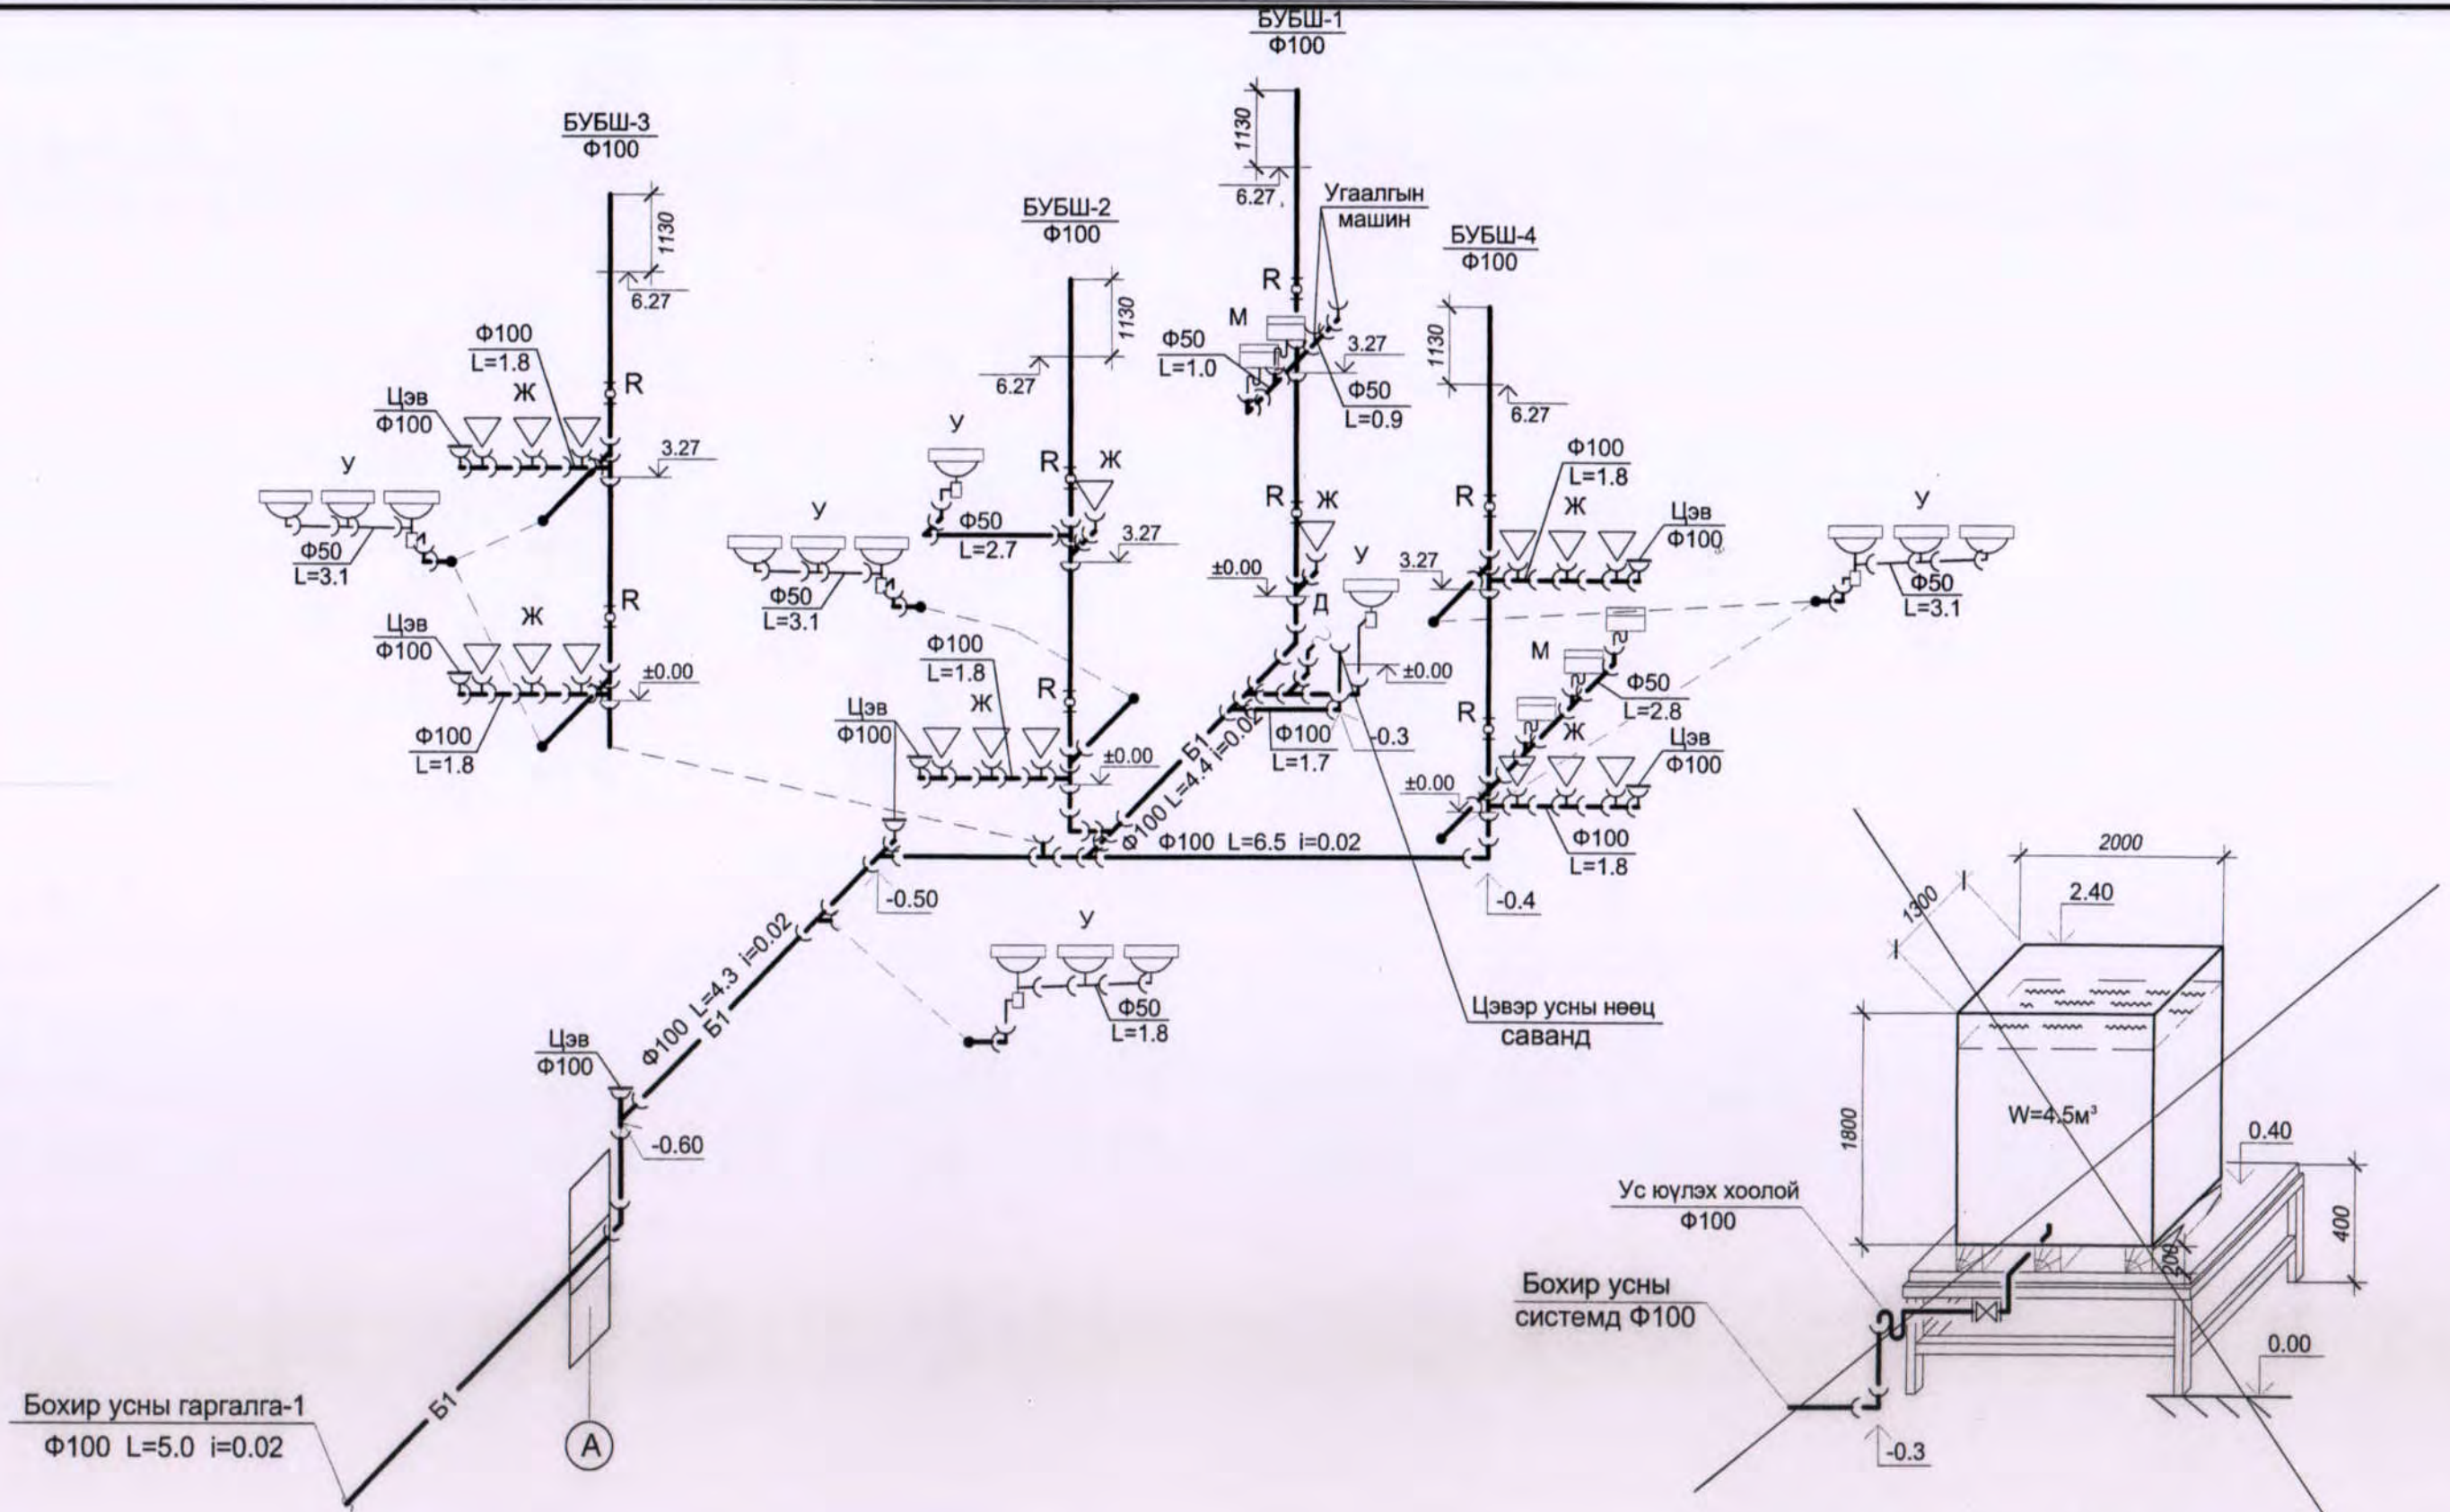 БУБШ-1
Ф100
1130
6.27
Угаалгын
машин
БУБШ-3
Ф100
1130
6.27
БУБШ-2
Ф100
1130
6.27
БУБШ-4
Ф100
1130
6.27
R
М
Ф50
L=1.0
3.27
Ф50
L=0.9
Ф100
L=1.8
Ж
R
Цэв
Ф100
3.27
У
Ф50
L=3.1
R
Ж
Цэв
Ф100
±0.00
Ф100
L=1.8
У
R
Ж
Ф50
L=2.7
3.27
У
Ф50
L=3.1
Ф100
L=1.8
R
Ж
Цэв
Ф100
±0.00
R
Ж
У
±0.00
Д
±0.00
Ф100
L=1.7
-0.3
Б1
Ф100 L=4.4 i=0.02
R
Ф100
L=1.8
Ж
Цэв
Ф100
3.27
У
Ф50
L=3.1
М
Ф50
L=2.8
R
Ж
Цэв
Ф100
±0.00
Ф100
L=1.8
Ф100 L=6.5 i=0.02
-0.50
-0.4
У
Ф50
L=1.8
Цэвэр усны нөөц
саванд
Ф100 L=4.3 i=0.02
Б1
Цэв
Ф100
-0.60
Б1
Бохир усны гаргалга-1
Ф100 L=5.0 i=0.02
А
2000
1300
2.40
1800
W=4.5м³
0.40
400
200
Ус юүлэх хоолой
Ф100
Бохир усны
системд Ф100
0.00
-0.3